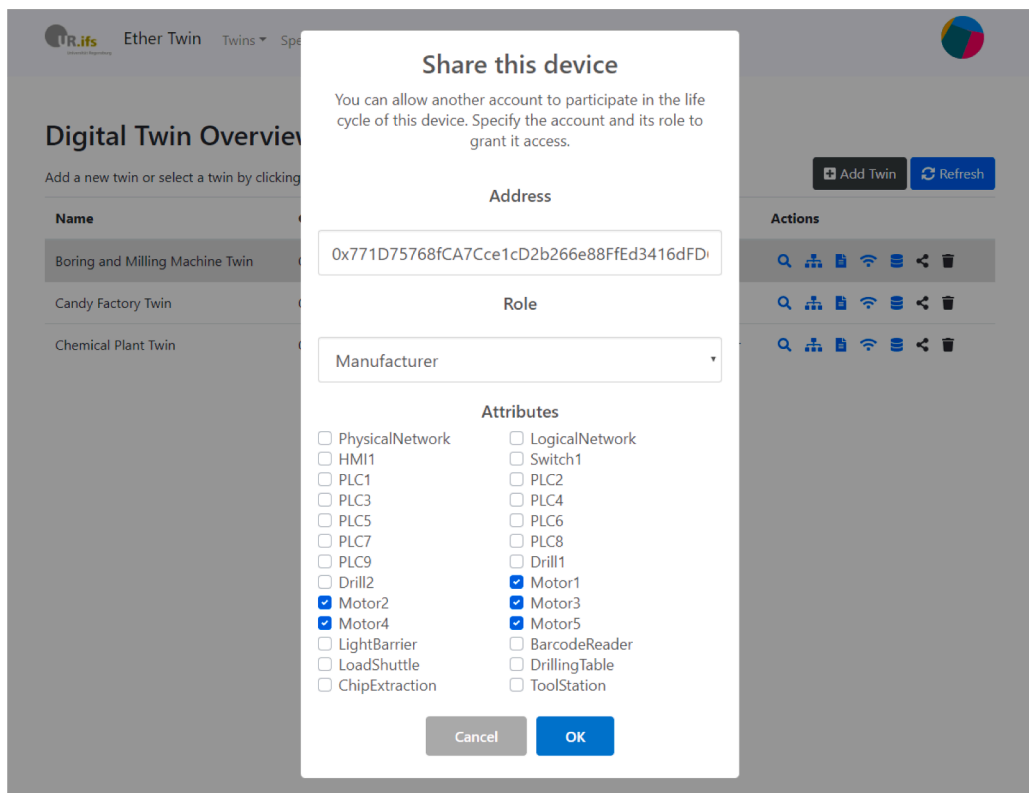 UR.ifs Ether Twin Twins
Share this device
You can allow another account to participate in the life
cycle of this device. Specify the account and its role to
grant it access.
Digital Twin
Add a new twin or select a twin by clicking
Add Twin Refresh
Address
Name Actions
0x771D75768fCA7Cce1cD2b266e88FfEd3416dFD
Boring and Milling Machine Twin
Role
Candy Factory Twin
Manufacturer
Chemical Plant Twin
Attributes
PhysicalNetwork LogicalNetwork
HMI1 Switch1
PLC1 PLC2
PLC3 PLC4
PLC5 PLC6
PLC7 PLC8
PLC9 Drill1
Drill2 Motor1
Motor2 Motor3
Motor4 Motor5
LightBarrier BarcodeReader
LoadShuttle DrillingTable
ChipExtraction ToolStation
Cancel OK